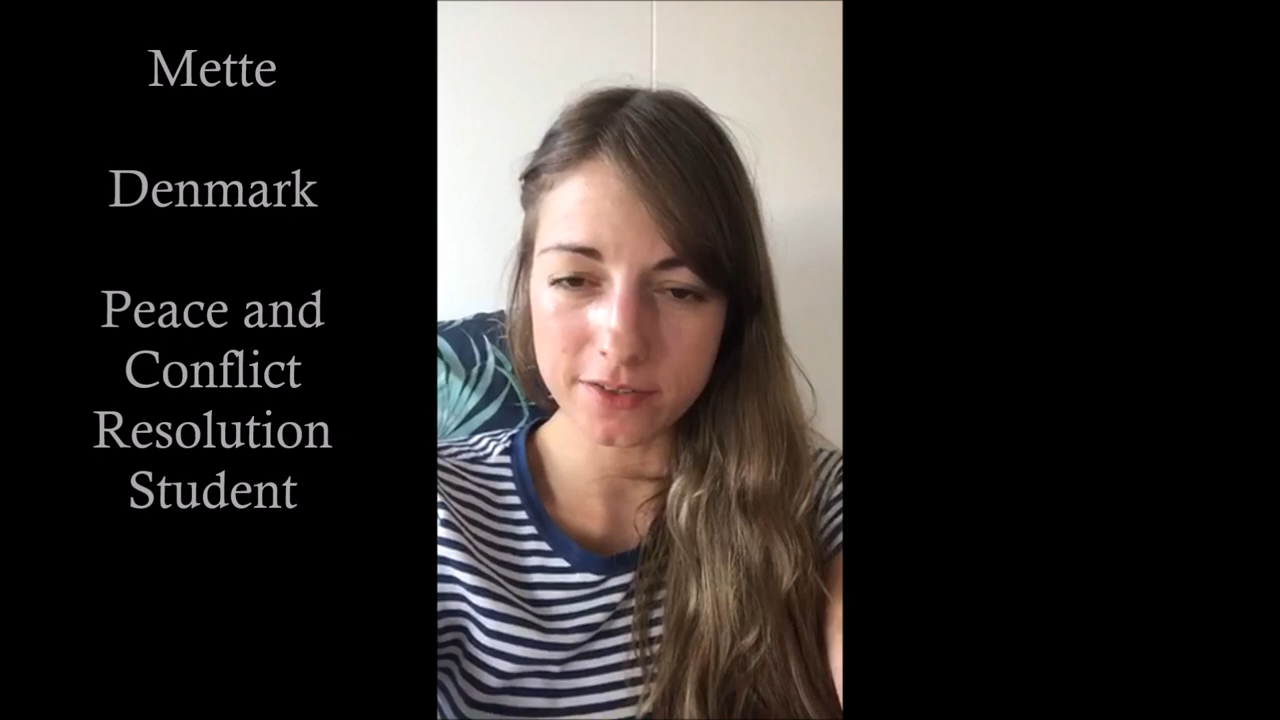 Mette
Denmark
Peace and
Conflict
Resolution
Student